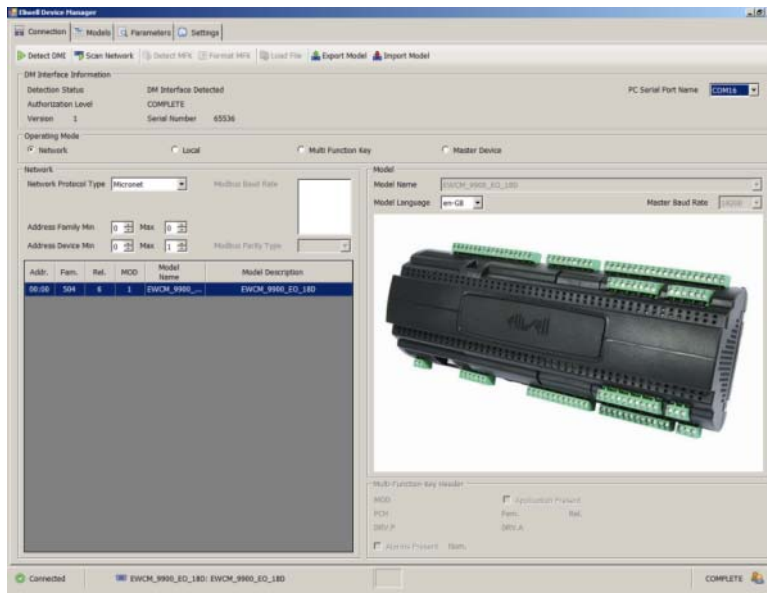 Eliwell Device Manager
Connection Models Parameters Settings
Detect DMI Scan Network Detect MFK Format MFK Load File Export Model Import Model
DM Interface Information
Detection Status DM Interface Detected PC Serial Port Name COM16
Authorization Level COMPLETE
Version 1 Serial Number 65536
Operating Mode
Network Local Multi Function Key Master Device
Network Model
Network Protocol Type Micronet Modbus Baud Rate Model Name EWCM_9900_EO_18D
Model Language en-GB Master Baud Rate
Address Family Min 0 Max 0
Address Device Min 0 Max 1 Modbus Parity Type
Addr. Fam. Rel. MOD Model Name Model Description
00:00 504 6 1 EWCM_9900_... EWCM_9900_EO_18D
eliwell
Multi Function Key Header
MOD Application Present
PCH Fam. Rel.
DRV.P DRV.A
Alarms Present Num.
Connected EWCM_9900_EO_18D: EWCM_9900_EO_18D COMPLETE